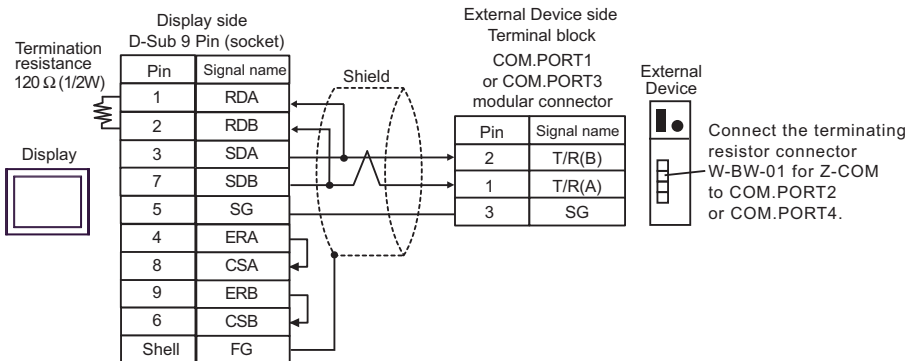 Display side
D-Sub 9 Pin (socket)
Termination
resistance
120 Ω (1/2W)
Pin Signal name
1 RDA
2 RDB
3 SDA
7 SDB
5 SG
4 ERA
8 CSA
9 ERB
6 CSB
Shell FG
Display
Shield
External Device side
Terminal block
COM.PORT1
or COM.PORT3
modular connector
Pin Signal name
2 T/R(B)
1 T/R(A)
3 SG
External
Device
Connect the terminating
resistor connector
W-BW-01 for Z-COM
to COM.PORT2
or COM.PORT4.